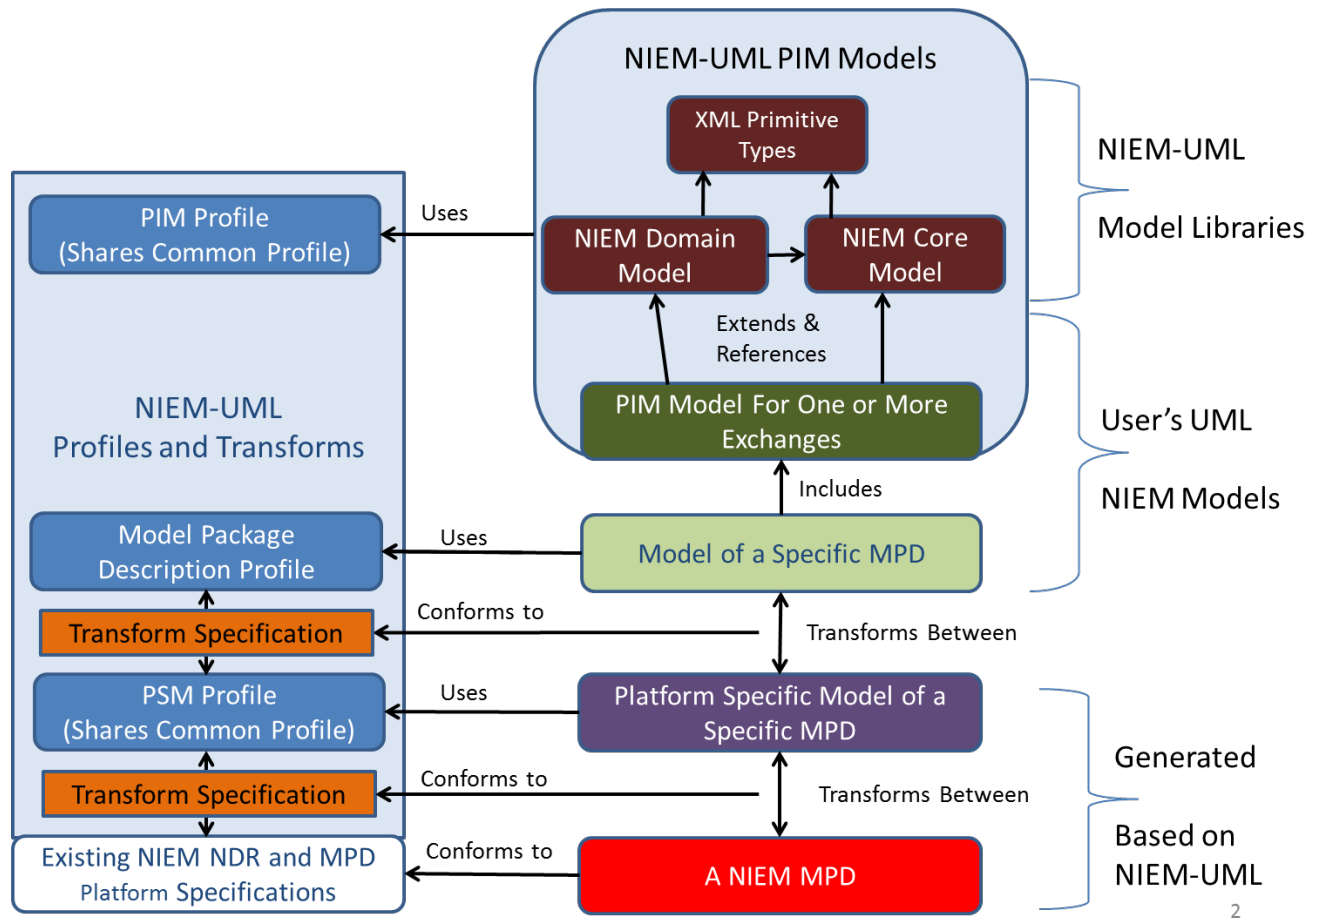 NIEM-UML PIM Models
XML Primitive
Types
NIEM-UML
Model Libraries
PIM Profile
(Shares Common Profile)
Uses
NIEM Domain
Model
NIEM Core
Model
Extends &
References
NIEM-UML
Profiles and Transforms
PIM Model For One or More
Exchanges
User’s UML
NIEM Models
Includes
Model Package
Description Profile
Uses
Model of a Specific MPD
Transform Specification
Conforms to
Transforms Between
PSM Profile
(Shares Common Profile)
Uses
Platform Specific Model of a
Specific MPD
Transform Specification
Conforms to
Transforms Between
Generated
Based on
NIEM-UML
Existing NIEM NDR and MPD
Platform Specifications
Conforms to
A NIEM MPD
2